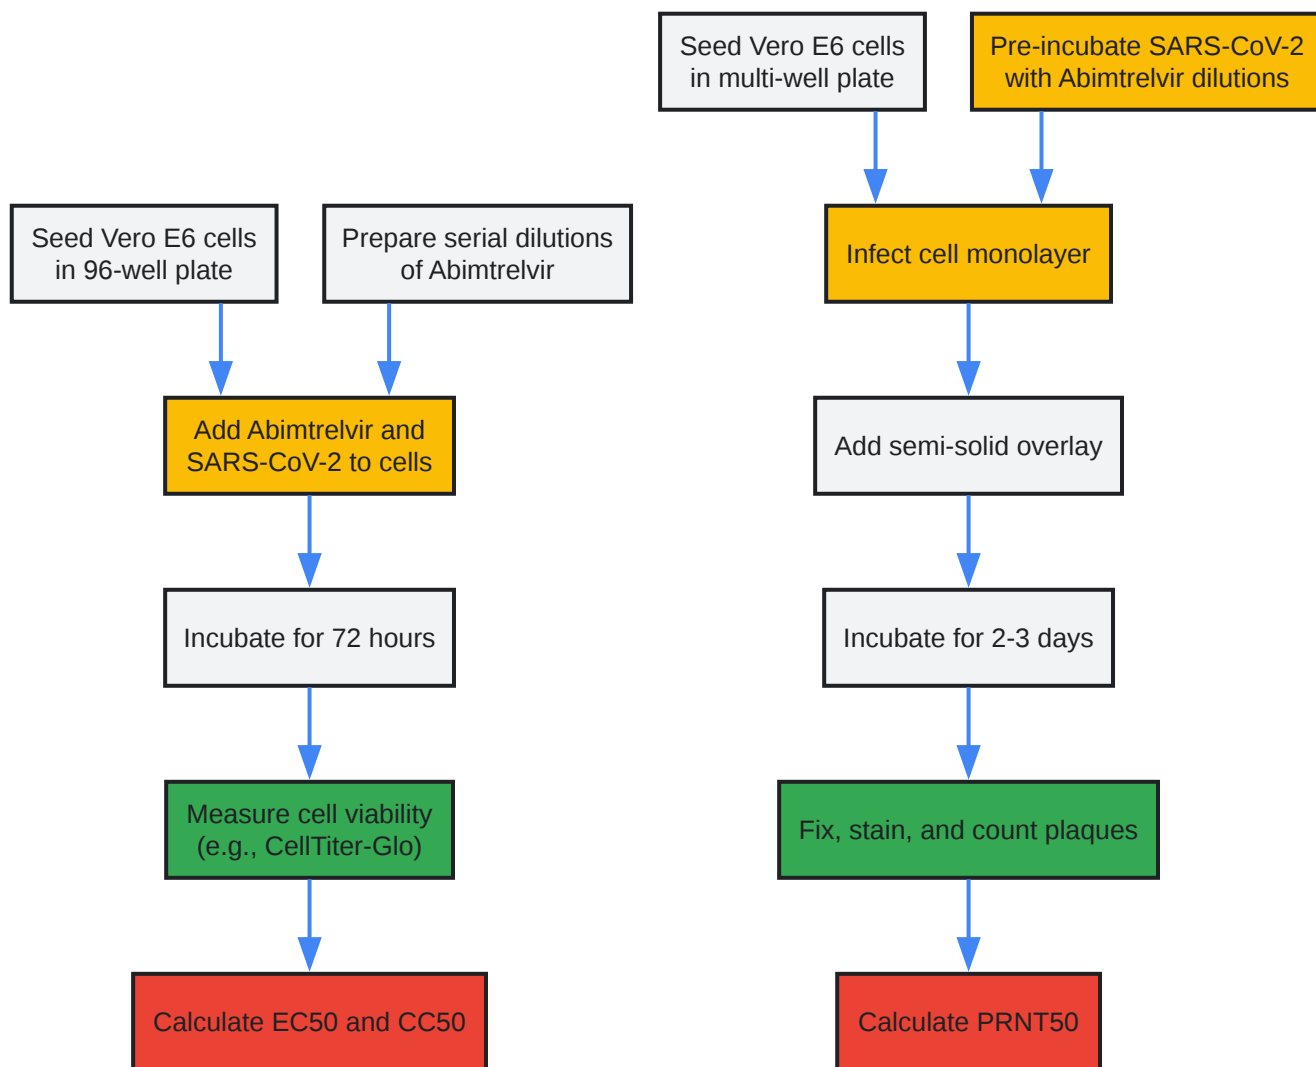 Seed Vero E6 cells
in 96-well plate
Prepare serial dilutions
of Abimtrelvir
Add Abimtrelvir and
SARS-CoV-2 to cells
Incubate for 72 hours
Measure cell viability
(e.g., CellTiter-Glo)
Calculate EC50 and CC50
Seed Vero E6 cells
in multi-well plate
Pre-incubate SARS-CoV-2
with Abimtrelvir dilutions
Infect cell monolayer
Add semi-solid overlay
Incubate for 2-3 days
Fix, stain, and count plaques
Calculate PRNT50